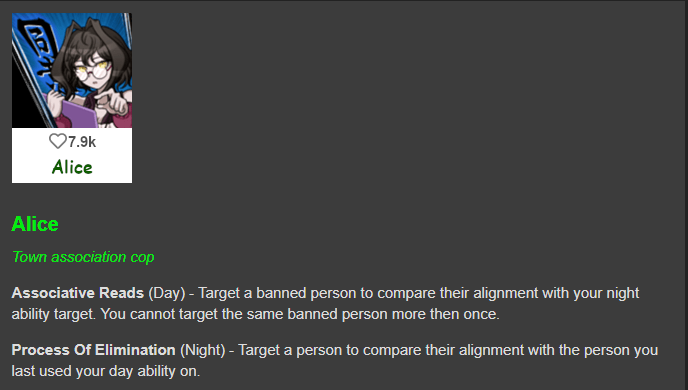 7.9k
Alice
Alice
Town association cop
Associative Reads (Day) - Target a banned person to compare their alignment with your night
ability target. You cannot target the same banned person more then once.
Process Of Elimination (Night) - Target a person to compare their alignment with the person you
last used your day ability on.